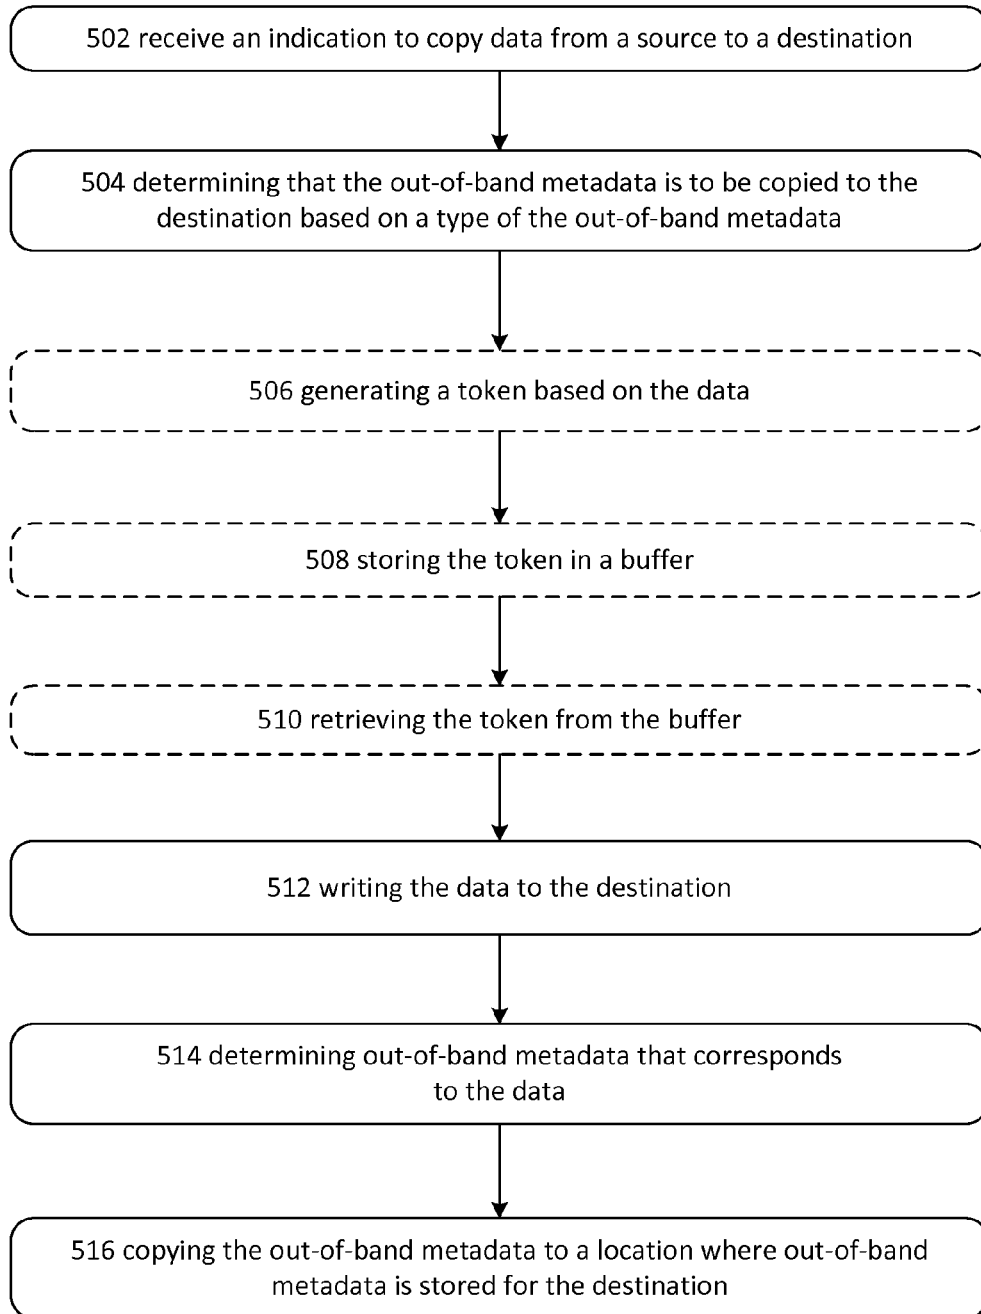 502 receive an indication to copy data from a source to a destination
504 determining that the out-of-band metadata is to be copied to the
destination based on a type of the out-of-band metadata
506 generating a token based on the data
508 storing the token in a buffer
510 retrieving the token from the buffer
512 writing the data to the destination
514 determining out-of-band metadata that corresponds
to the data
516 copying the out-of-band metadata to a location where out-of-band
metadata is stored for the destination